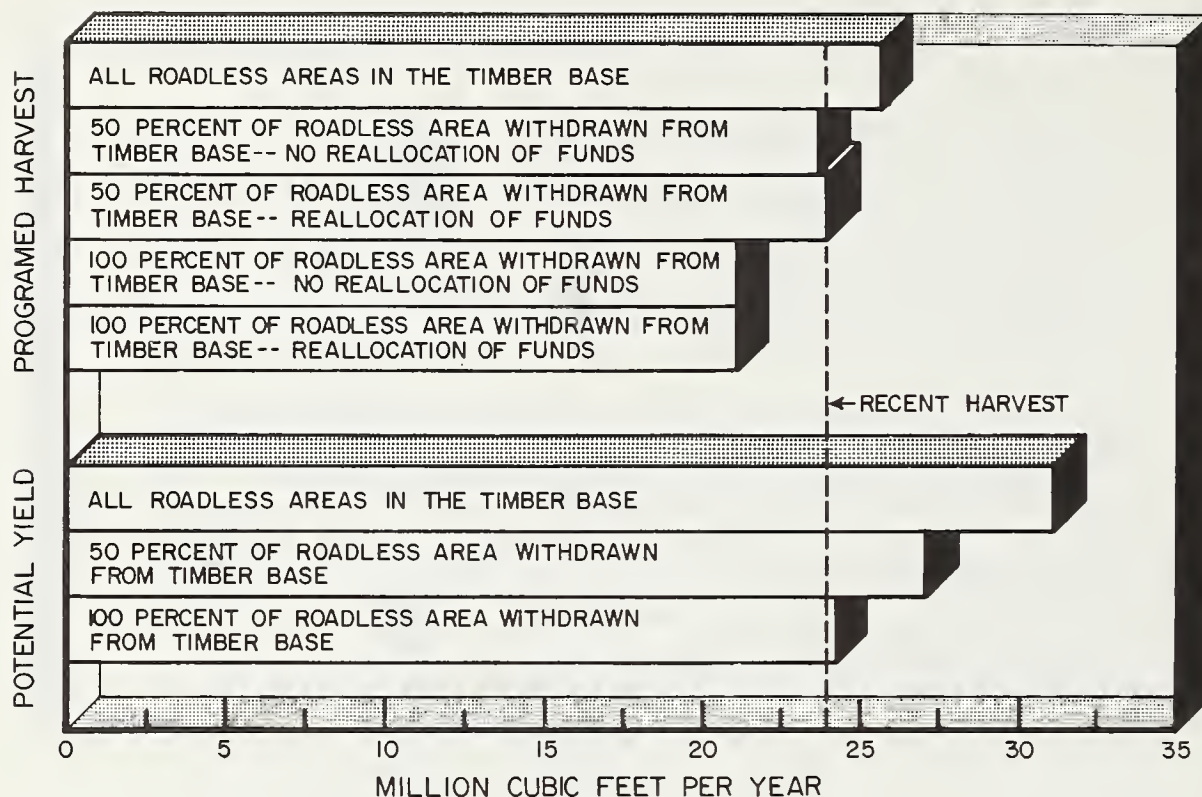 PROGRAMED HARVEST
ALL ROADLESS AREAS IN THE TIMBER BASE
50 PERCENT OF ROADLESS AREA WITHDRAWN FROM
TIMBER BASE-- NO REALLOCATION OF FUNDS
50 PERCENT OF ROADLESS AREA WITHDRAWN FROM
TIMBER BASE-- REALLOCATION OF FUNDS
100 PERCENT OF ROADLESS AREA WITHDRAWN FROM
TIMBER BASE-- NO REALLOCATION OF FUNDS
100 PERCENT OF ROADLESS AREA WITHDRAWN FROM
TIMBER BASE-- REALLOCATION OF FUNDS
←RECENT HARVEST
POTENTIAL YIELD
ALL ROADLESS AREAS IN THE TIMBER BASE
50 PERCENT OF ROADLESS AREA WITHDRAWN
FROM TIMBER BASE
100 PERCENT OF ROADLESS AREA WITHDRAWN
FROM TIMBER BASE
0 5 10 15 20 25 30 35
MILLION CUBIC FEET PER YEAR